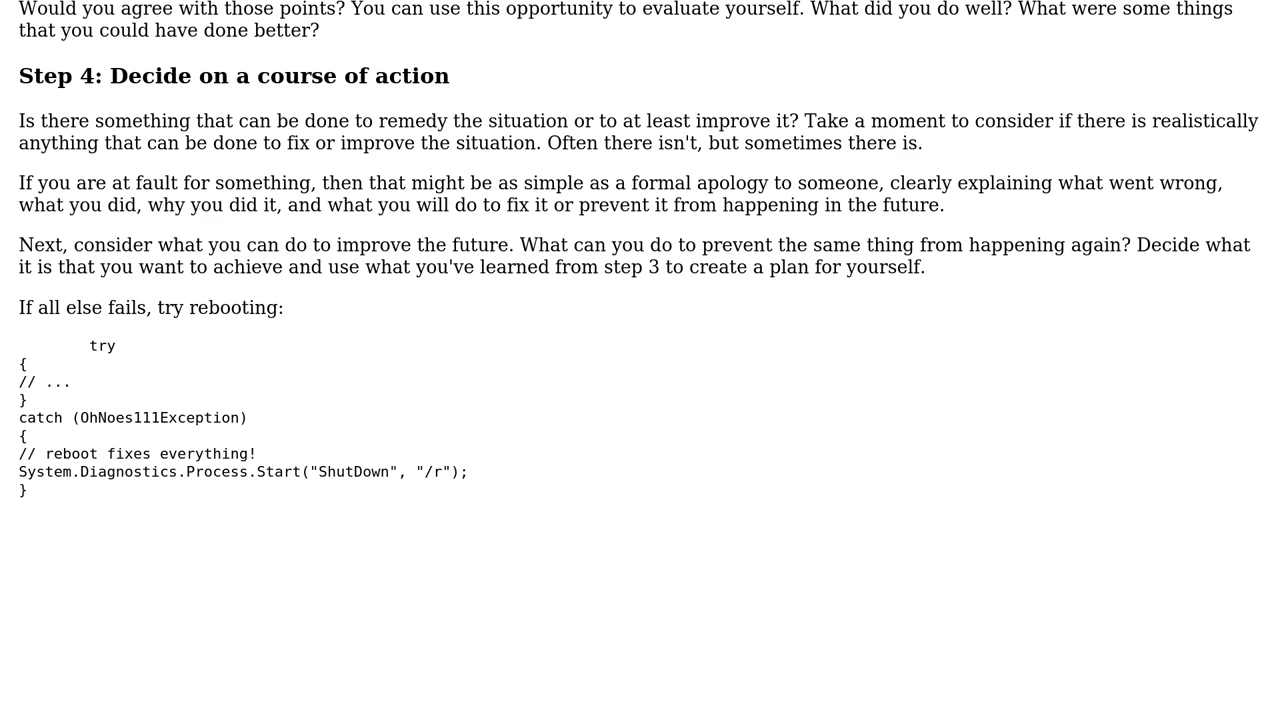 Would you agree with those points? You can use this opportunity to evaluate yourself. What did you do well? What were some things
that you could have done better?
Step 4: Decide on a course of action
Is there something that can be done to remedy the situation or to at least improve it? Take a moment to consider if there is realistically
anything that can be done to fix or improve the situation. Often there isn't, but sometimes there is.
If you are at fault for something, then that might be as simple as a formal apology to someone, clearly explaining what went wrong,
what you did, why you did it, and what you will do to fix it or prevent it from happening in the future.
Next, consider what you can do to improve the future. What can you do to prevent the same thing from happening again? Decide what
it is that you want to achieve and use what you've learned from step 3 to create a plan for yourself.
If all else fails, try rebooting:
try
{
// ...
}
catch (OhNoes111Exception)
{
// reboot fixes everything!
System.Diagnostics.Process.Start("ShutDown", "/r");
}